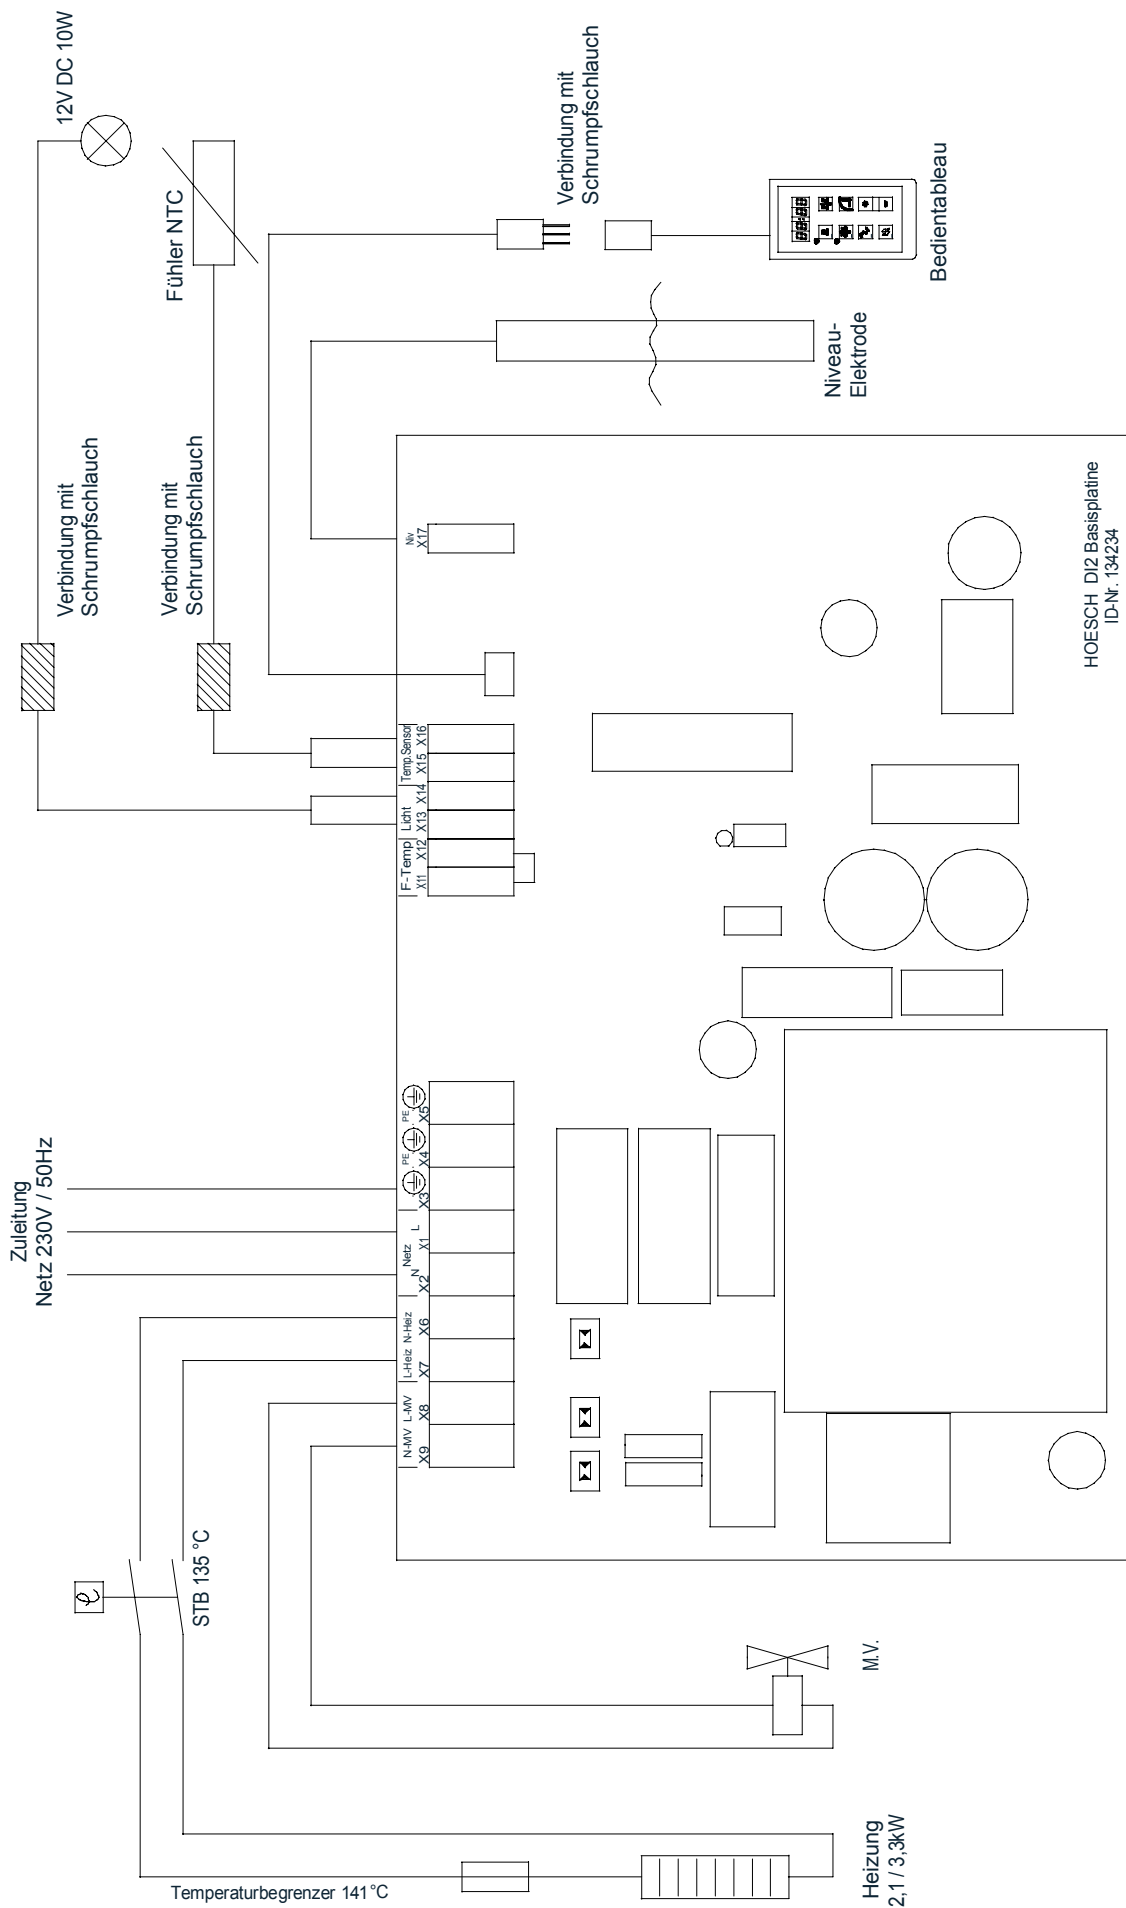 Zuleitung
Netz 230V / 50Hz
Verbindung mit
Schrumpfschlauch
12V DC 10W
Verbindung mit
Schrumpfschlauch
Fühler NTC
STB 135 °C
Temperaturbegrenzer 141°C
N-MV
X9
L-MV
X8
L-Heiz
X7
N-Heiz
X6
N
X2
Netz
L
X1
X3
PE
X4
PE
X5
F-Temp
X11
X12
Licht
X13
X14
Temp.Sensor
X15
X16
Niv
X17
Verbindung mit
Schrumpfschlauch
Heizung
2,1 / 3,3kW
M.V.
Niveau-
Elektrode
Bedientableau
HOESCH DI2 Basisplatine
ID-Nr. 134234